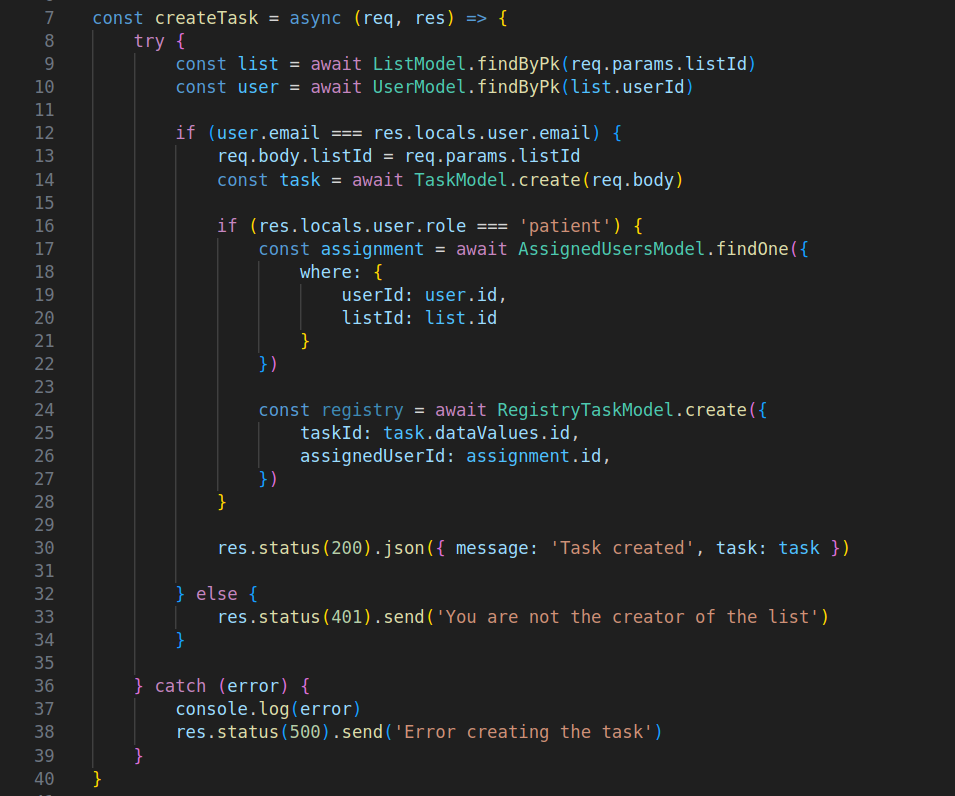 7 const createTask = async (req, res) => {
8 try {
9 const list = await ListModel.findByPk(req.params.listId)
10 const user = await UserModel.findByPk(list.userId)
11
12 if (user.email === res.locals.user.email) {
13 req.body.listId = req.params.listId
14 const task = await TaskModel.create(req.body)
15
16 if (res.locals.user.role === 'patient') {
17 const assignment = await AssignedUsersModel.findOne({
18 where: {
19 userId: user.id,
20 listId: list.id
21 }
22 })
23
24 const registry = await RegistryTaskModel.create({
25 taskId: task.dataValues.id,
26 assignedUserId: assignment.id,
27 })
28 }
29
30 res.status(200).json({ message: 'Task created', task: task })
31
32 } else {
33 res.status(401).send('You are not the creator of the list')
34 }
35
36 } catch (error) {
37 console.log(error)
38 res.status(500).send('Error creating the task')
39 }
40 }